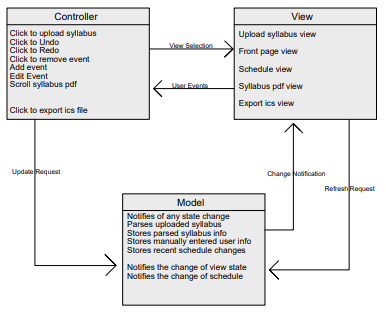 Controller
Click to upload syllabus
Click to Undo
Click to Redo
Click to remove event
Add event
Edit Event
Scroll syllabus pdf
Click to export ics file
View Selection
User Events
View
Upload syllabus view
Front page view
Schedule view
Syllabus pdf view
Export ics view
Update Request
Change Notification
Refresh Request
Model
Notifies of any state change
Parses uploaded syllabus
Stores parsed syllabus info
Stores manually entered user info
Stores recent schedule changes
Notifies the change of view state
Notifies the change of schedule